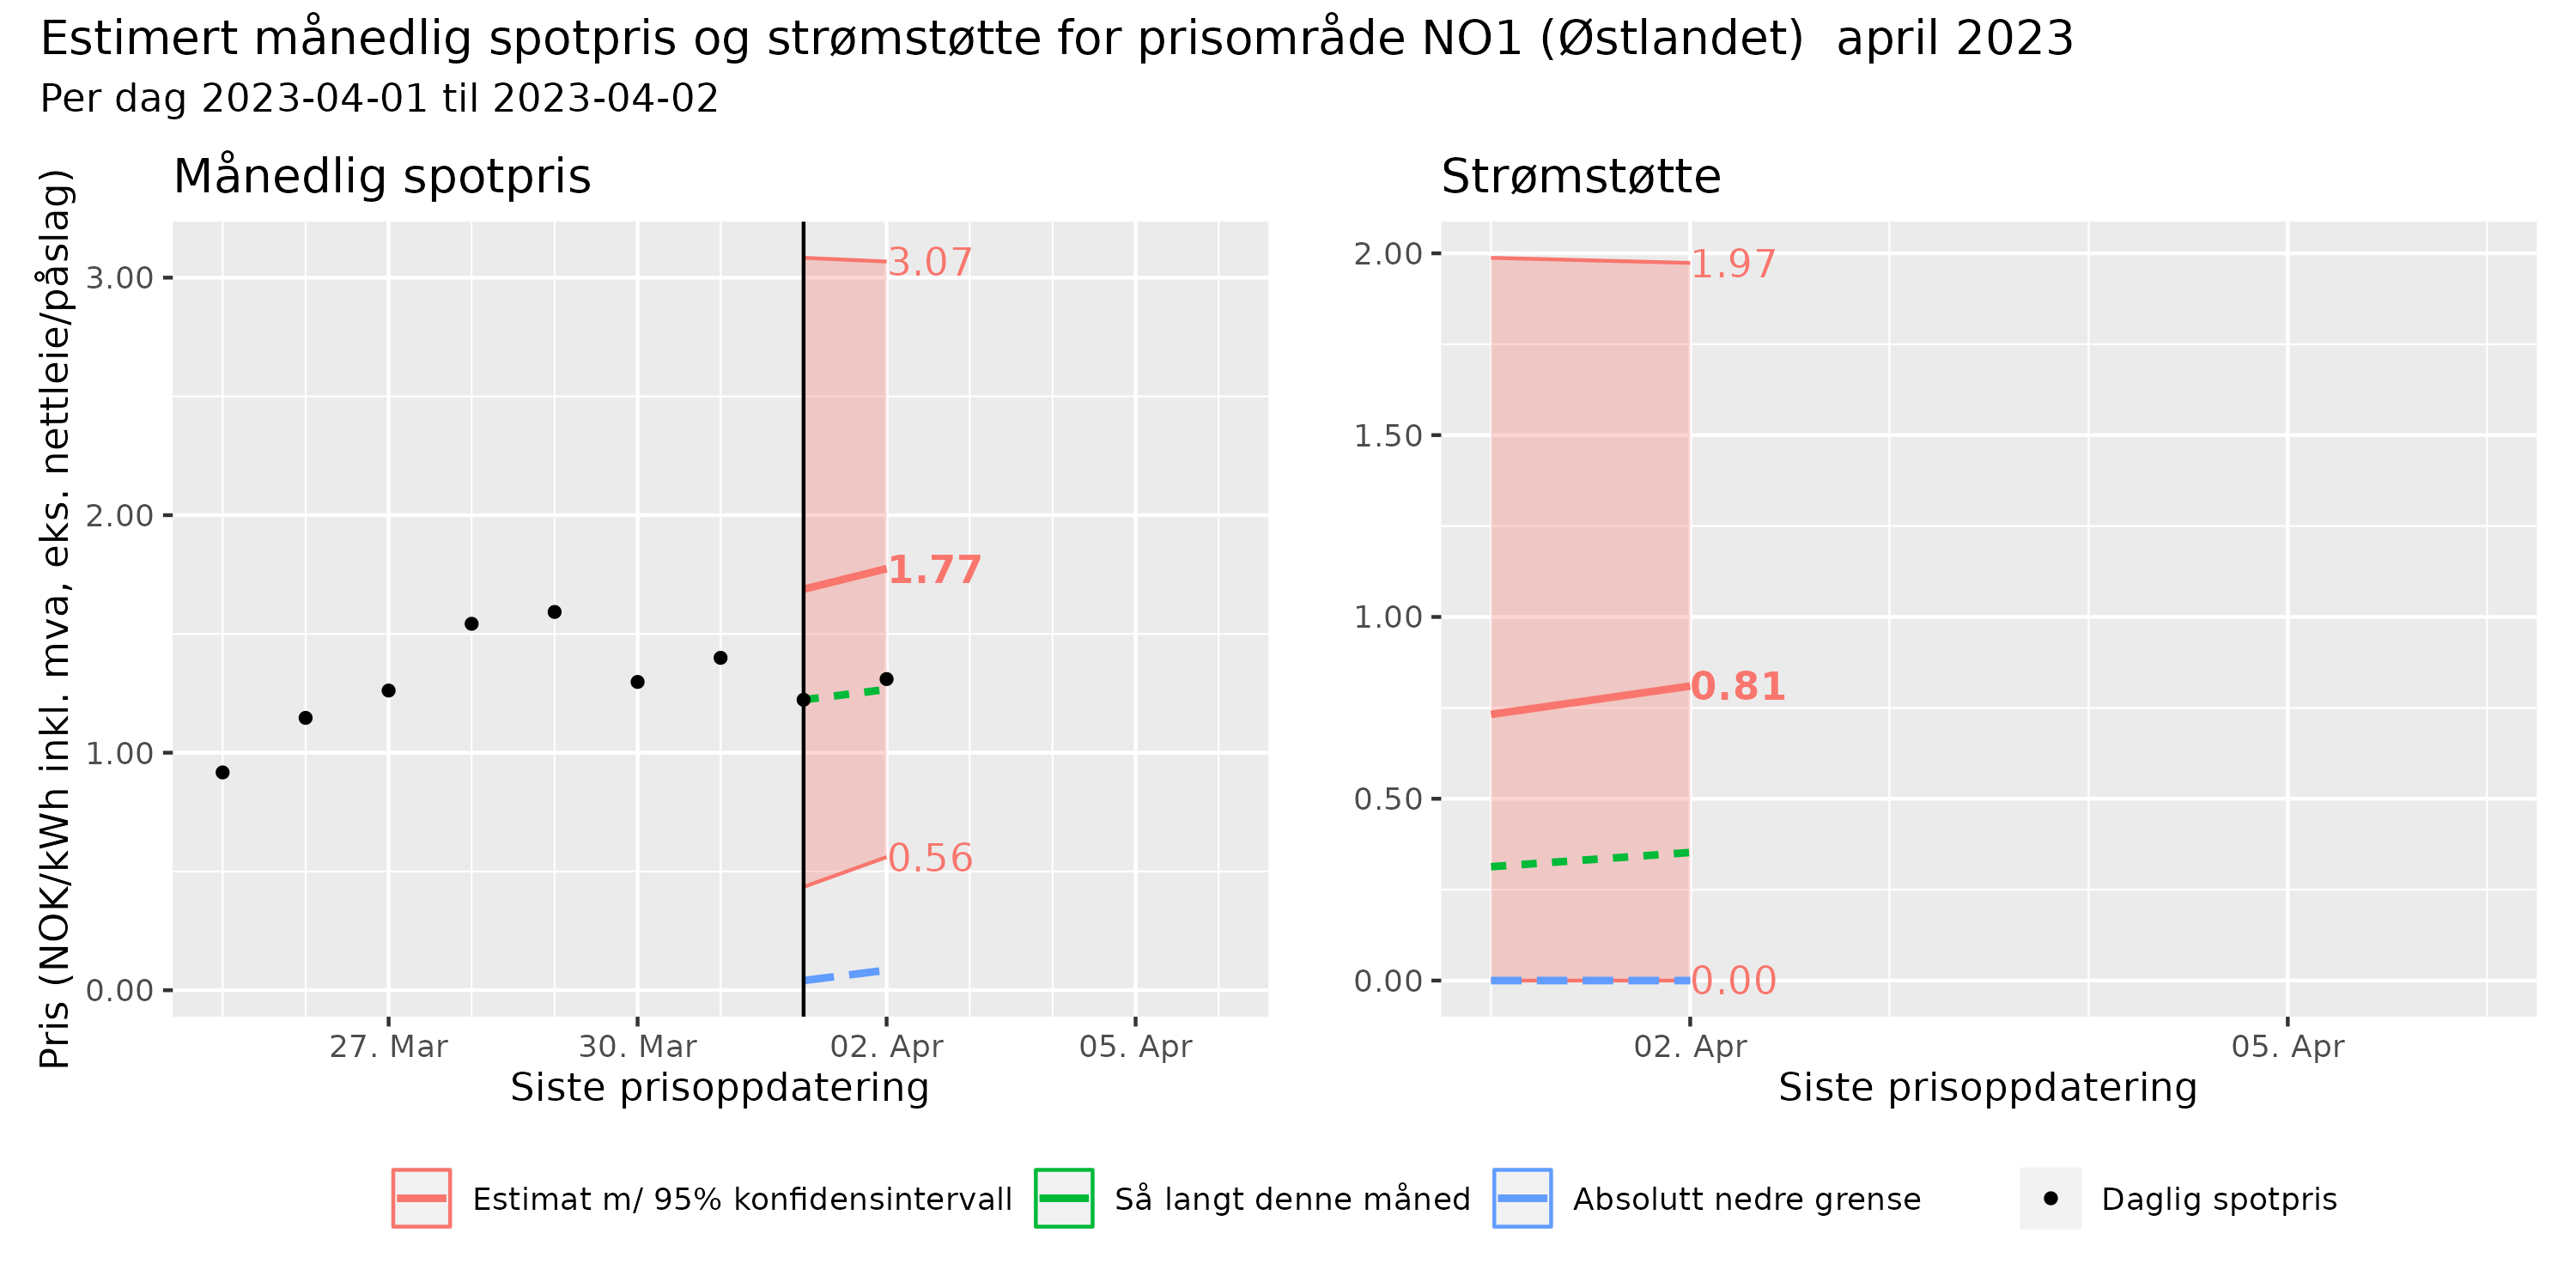 Estimert månedlig spotpris og strømstøtte for prisområde NO1 (Østlandet)  april 2023
Per dag 2023-04-01 til 2023-04-02
Månedlig spotpris
Pris (NOK/kWh inkl. mva, eks. nettleie/påslag)
3.00
2.00
1.00
0.00
3.07
1.77
0.56
27. Mar
30. Mar
02. Apr
05. Apr
Siste prisoppdatering
Strømstøtte
2.00
1.50
1.00
0.50
0.00
1.97
0.81
0.00
02. Apr
05. Apr
Siste prisoppdatering
Estimat m/ 95% konfidensintervall
Så langt denne måned
Absolutt nedre grense
Daglig spotpris